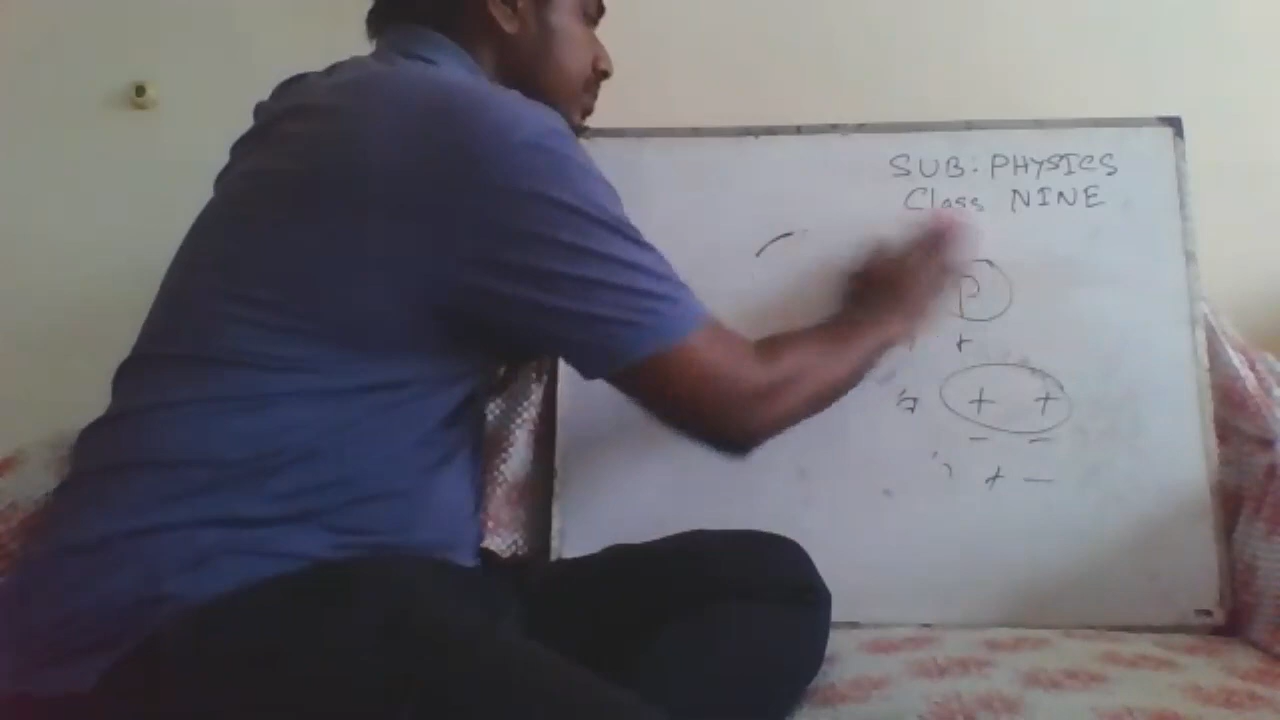 SUB: PHYSICS
Class NINE
P
+
+ +
- -
+ -